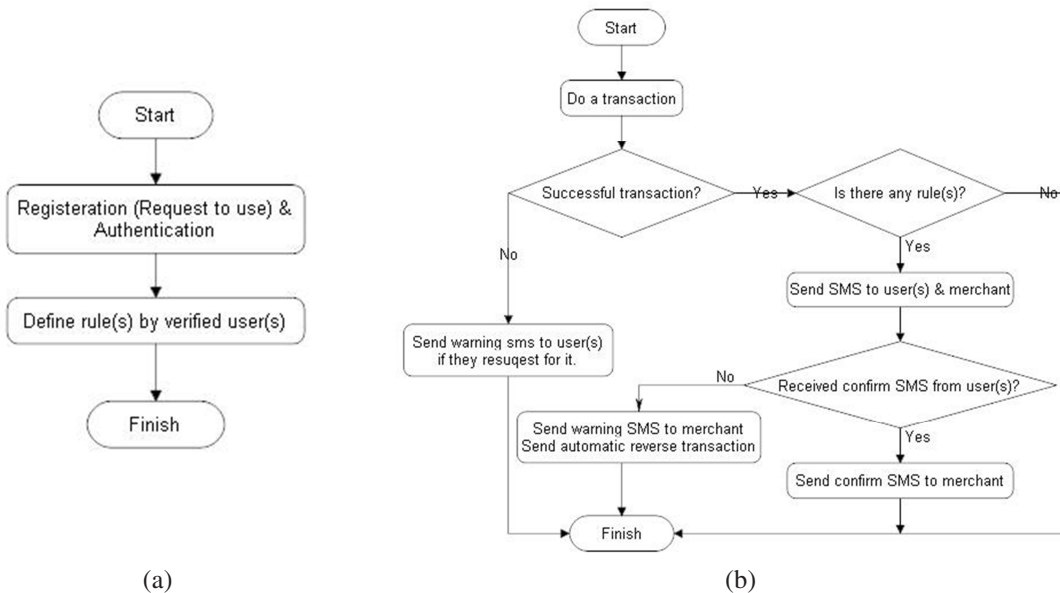 Start
Registeration (Request to use) &
Authentication
Define rule(s) by verified user(s)
Finish
(a)
Start
Do a transaction
Successful transaction?
Yes
Is there any rule(s)?
No
No
Yes
Send SMS to user(s) & merchant
Send warning sms to user(s)
if they resuqest for it.
Received confirm SMS from user(s)?
No
Send warning SMS to merchant
Send automatic reverse transaction
Yes
Send confirm SMS to merchant
Finish
(b)